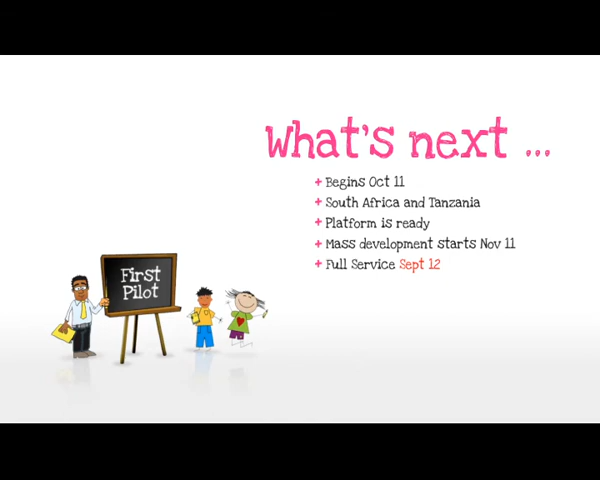 What's next ...
+ Begins Oct 11
+ South Africa and Tanzania
+ Platform is ready
+ Mass development starts Nov 11
+ Full Service Sept 12
First
Pilot